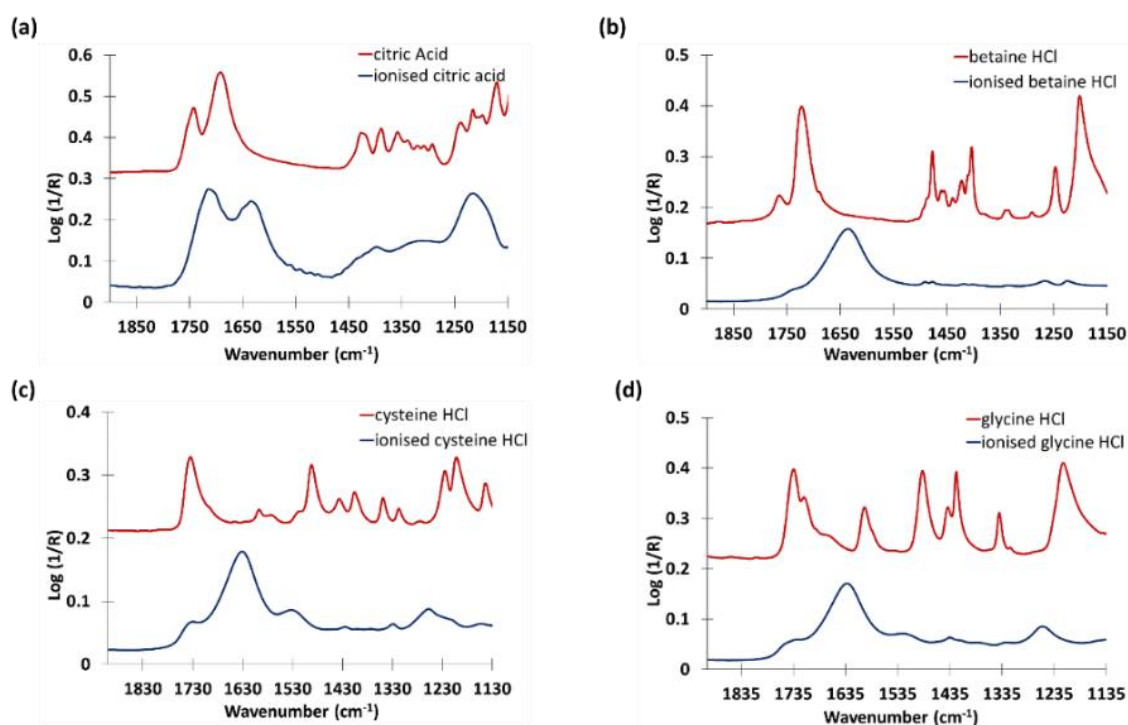 (a)
citric Acid
ionised citric acid
0.6
0.5
0.4
0.3
0.2
0.1
0
Log (1/R)
1850 1750 1650 1550 1450 1350 1250 1150
Wavenumber (cm-1)
(b)
betaine HCl
ionised betaine HCl
0.5
0.4
0.3
0.2
0.1
0
Log (1/R)
1850 1750 1650 1550 1450 1350 1250 1150
Wavenumber (cm-1)
(c)
cysteine HCl
ionised cysteine HCl
0.4
0.3
0.2
0.1
0
Log (1/R)
1830 1730 1630 1530 1430 1330 1230 1130
Wavenumber (cm-1)
(d)
glycine HCl
ionised glycine HCl
0.5
0.4
0.3
0.2
0.1
0
Log (1/R)
1835 1735 1635 1535 1435 1335 1235 1135
Wavenumber (cm-1)